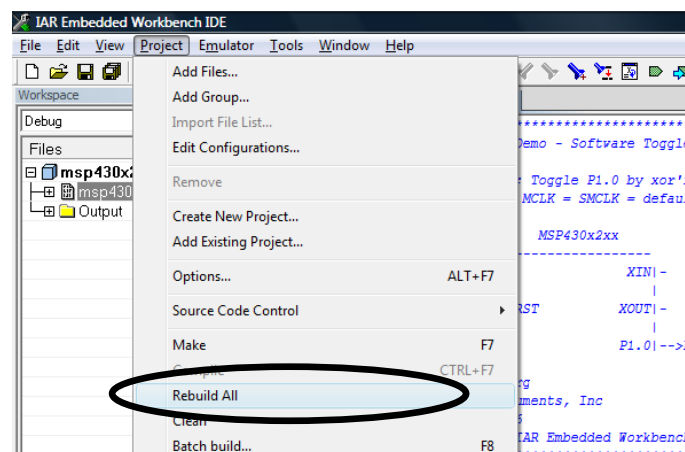 IAR Embedded Workbench IDE
File Edit View Project Emulator Tools Window Help
Workspace
Debug
Files
msp430x2
msp430
Output
Add Files...
Add Group...
Import File List...
Edit Configurations...
Remove
Create New Project...
Add Existing Project...
Options... ALT+F7
Source Code Control
Make F7
Compile CTRL+F7
Rebuild All
Clean
Batch build... F8
*********************
Demo - Software Toggle
: Toggle P1.0 by xor'
MCLK = SMCLK = defau
MSP430x2xx
-----------------
XIN|-
|
RST XOUT|-
|
P1.0|-->
rg
ments, Inc
IAR Embedded Workbench